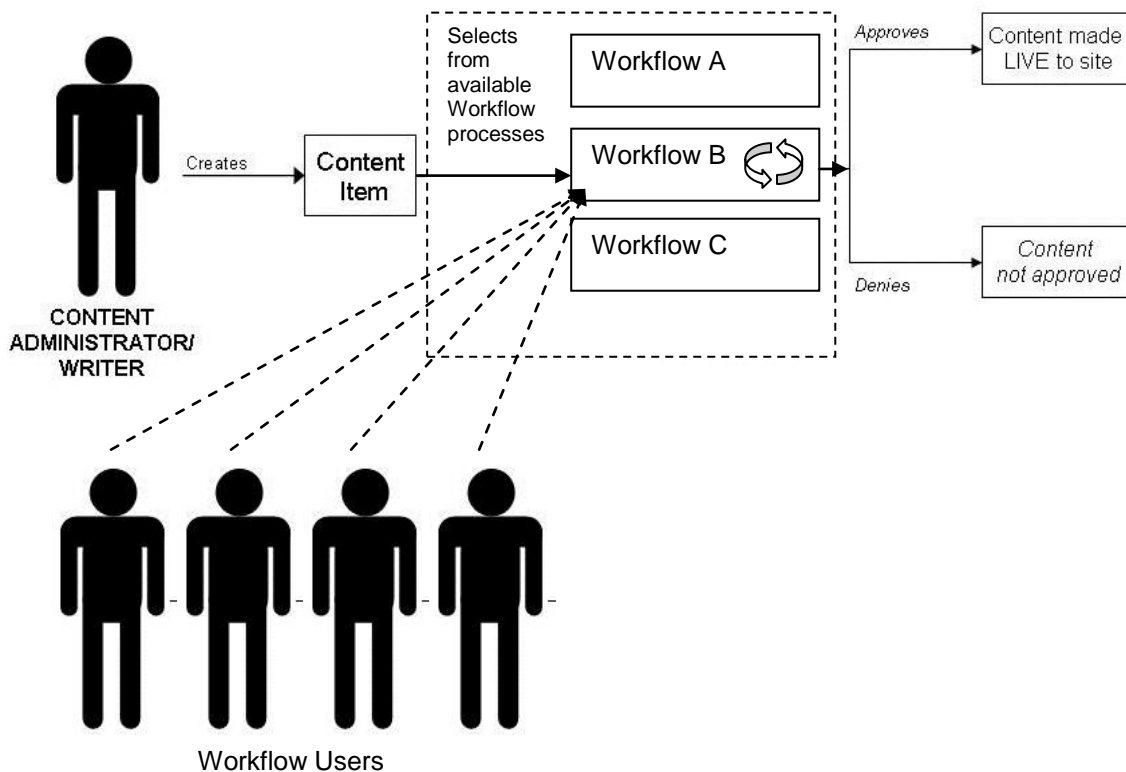 Selects
from
available
Workflow
processes
Workflow A
Workflow B
Workflow C
Creates
Content
Item
Approves
Content made
LIVE to site
Denies
Content
not approved
CONTENT
ADMINISTRATOR/
WRITER
Workflow Users